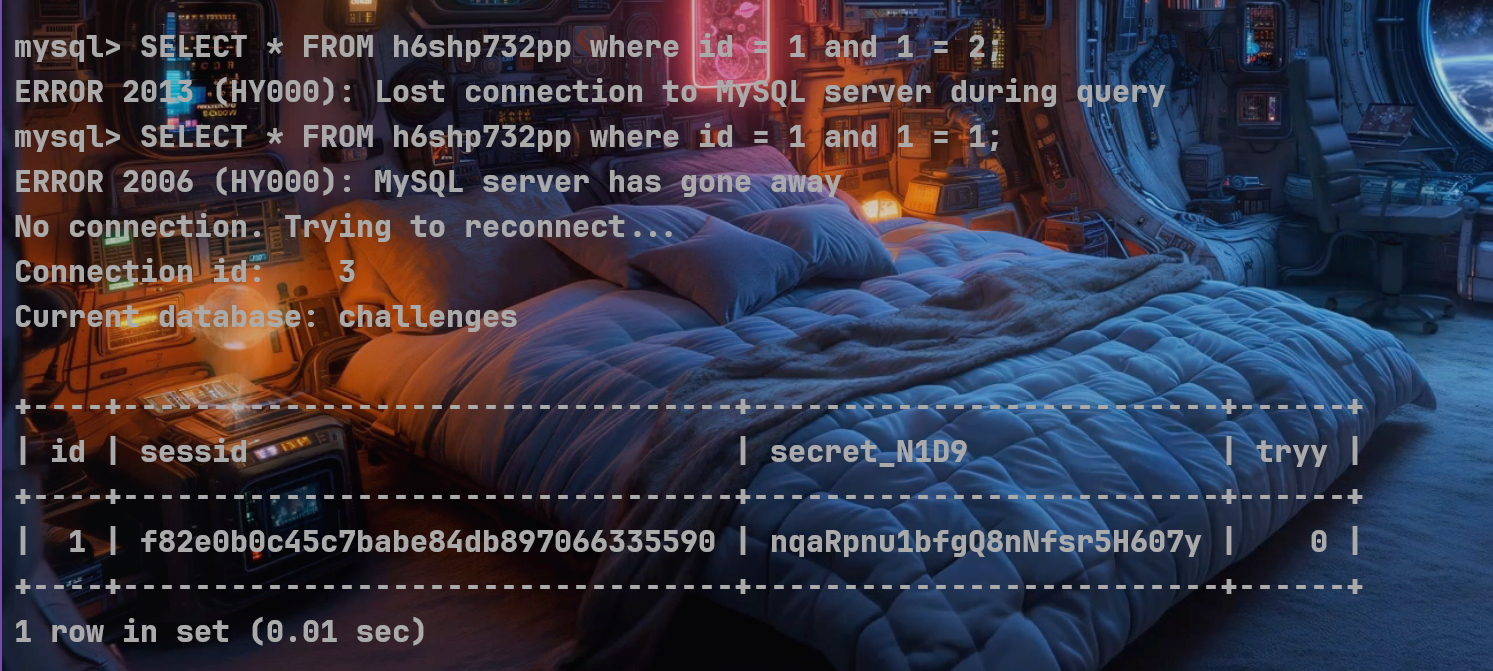 mysql> SELECT * FROM h6shp732pp where id = 1 and 1 = 2;
ERROR 2013 (HY000): Lost connection to MySQL server during query
mysql> SELECT * FROM h6shp732pp where id = 1 and 1 = 1;
ERROR 2006 (HY000): MySQL server has gone away
No connection. Trying to reconnect...
Connection id:    3
Current database: challenges
+----+----------------------------------+--------------------------+------+
| id | sessid                           | secret_N1D9              | tryy |
+----+----------------------------------+--------------------------+------+
|  1 | f82e0b0c45c7babe84db897066335590 | nqaRpnu1bfgQ8nNfsr5H607y |    0 |
+----+----------------------------------+--------------------------+------+
1 row in set (0.01 sec)